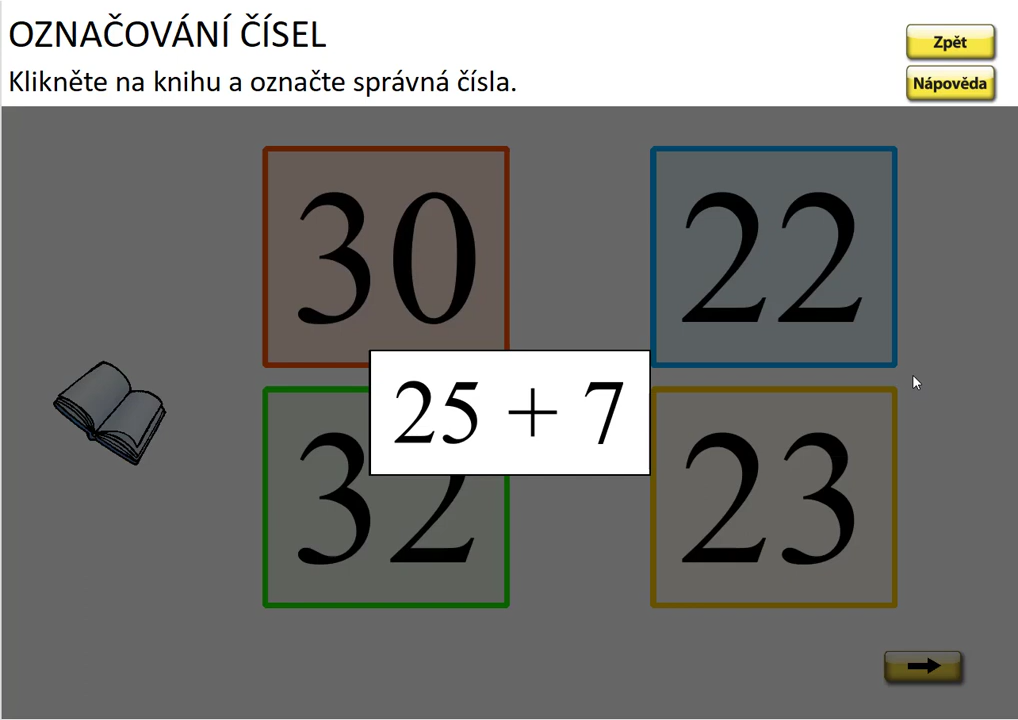 OZNAČOVÁNÍ ČÍSEL
Klikněte na knihu a označte správná čísla.
Zpět
Nápověda
30
22
25 + 7
32
23